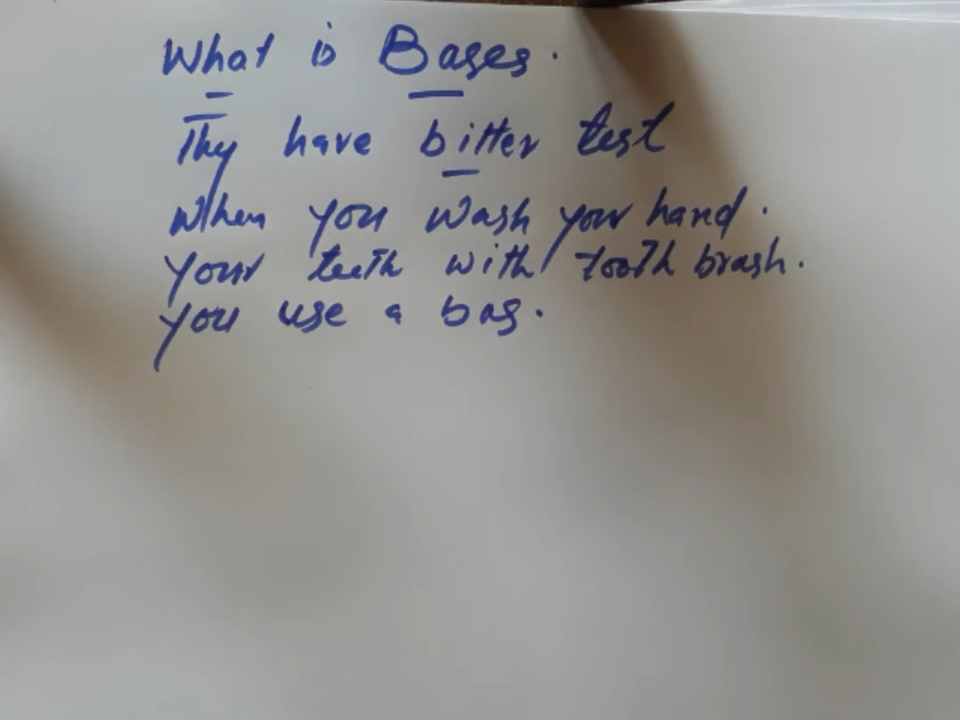 What is Bases.
They have bitter test
When you wash your hand.
your teeth with tooth brash.
you use a bas.